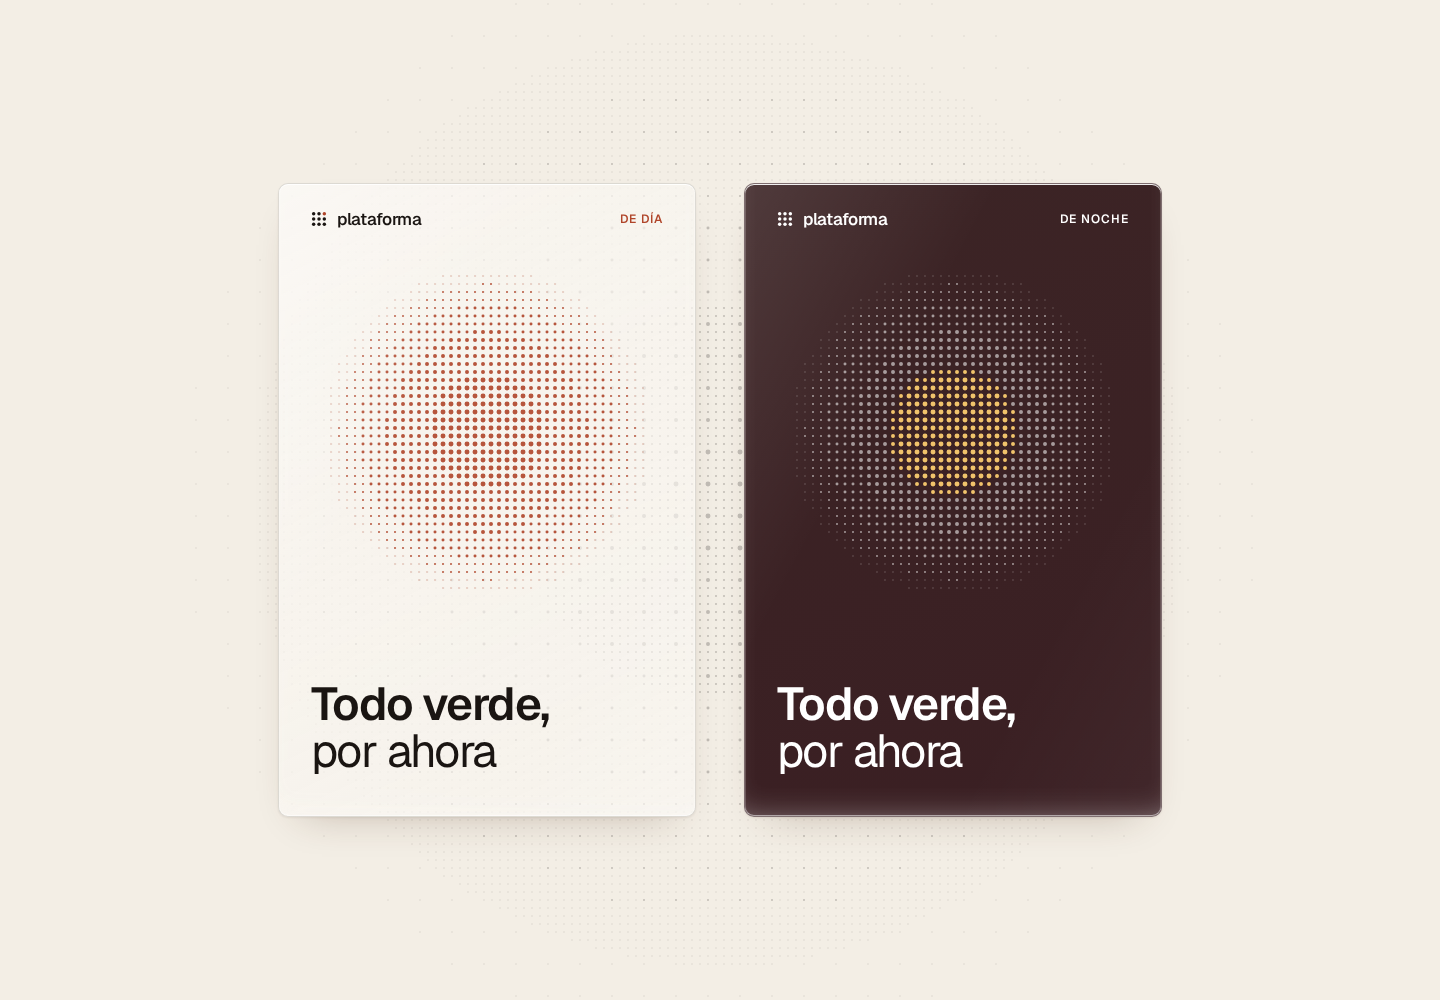 plataforma
DE DÍA
Todo verde,
por ahora
plataforma
DE NOCHE
Todo verde,
por ahora